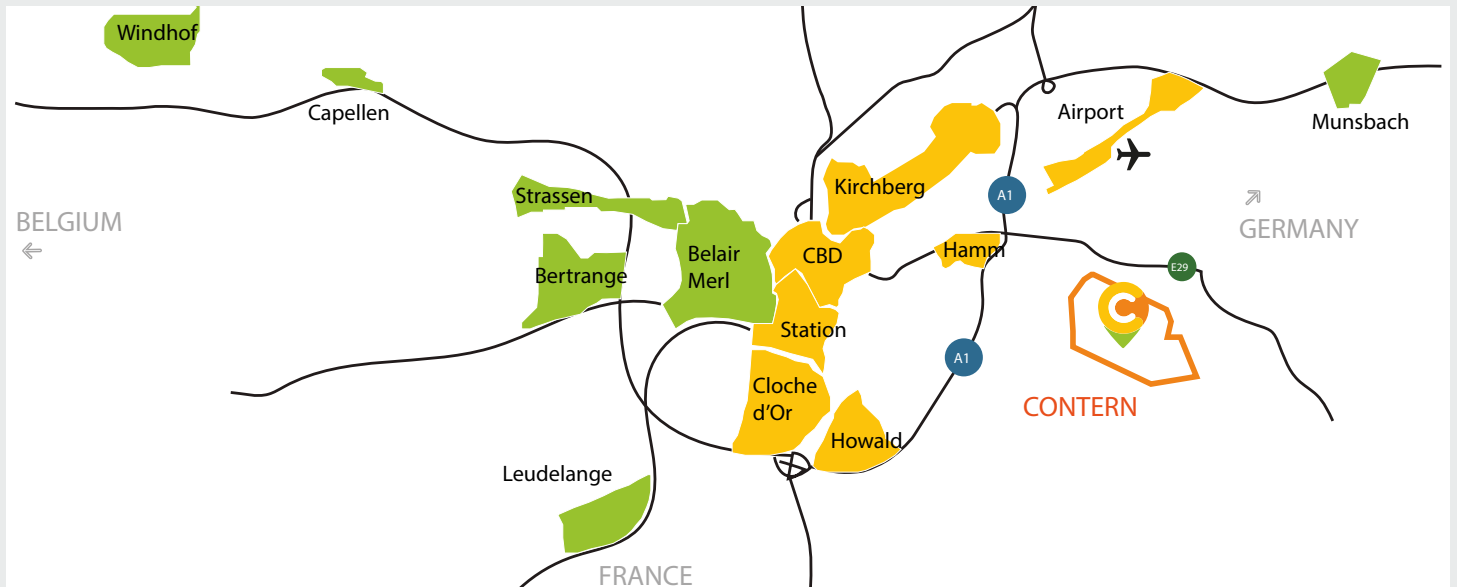 Windhof
Capellen
Airport
Munsbach
Strassen
Kirchberg
A1
BELGIUM
GERMANY
Belair
Merl
CBD
Hamm
Bertrange
E29
Station
A1
Cloche
d'Or
CONTERN
Howald
Leudelange
FRANCE